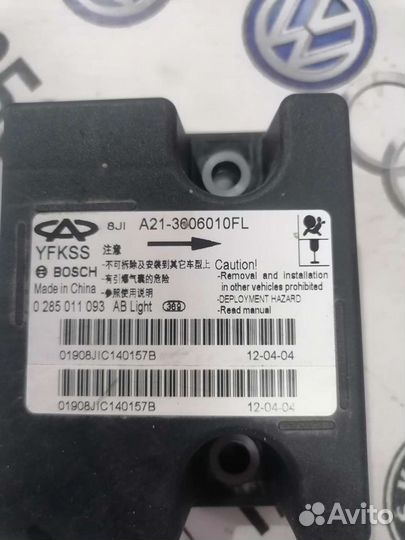 8JI A21-3606010FL
YFKSS 注意
BOSCH -不可拆除及安装到其它车型上 Caution!
Made in China -有引爆气囊的危险 -Removal and installation
-参照使用说明 in other vehicles prohibited
0 285 011 093 AB Light 369 -DEPLOYMENT HAZARD
-Read manual
01908JIC140157B 12-04-04
01908JIC140157B 12-04-04
Avito